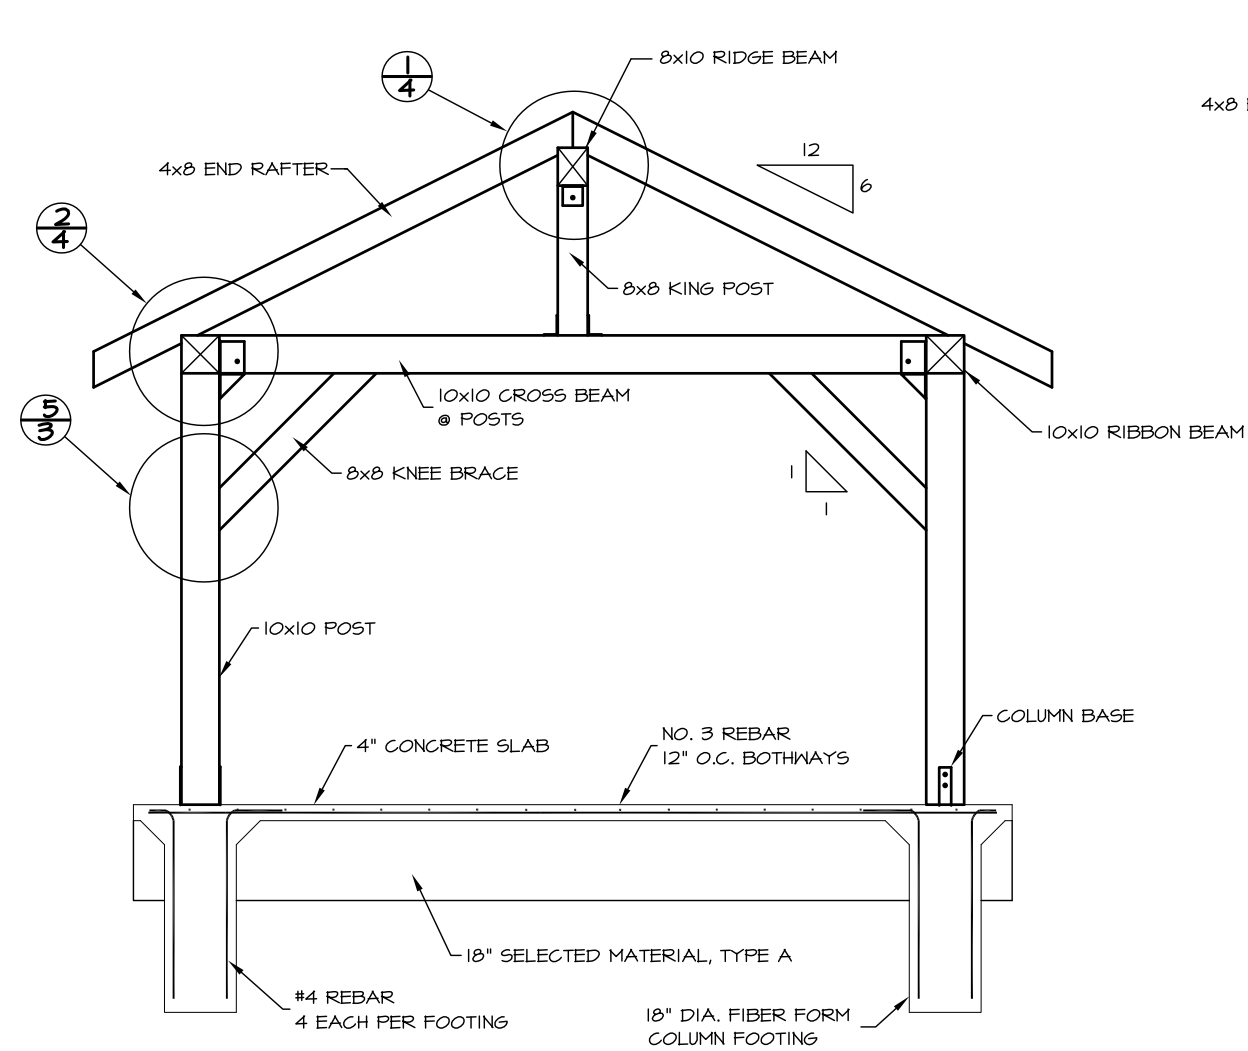 8x10 RIDGE BEAM
1
4
4x8
12
4x8 END RAFTER
6
2
4
8x8 KING POST
10x10 CROSS BEAM
@ POSTS
5
3
10x10 RIBBON BEAM
8x8 KNEE BRACE
1
1
10x10 POST
COLUMN BASE
NO. 3 REBAR
12" O.C. BOTHWAYS
4" CONCRETE SLAB
18" SELECTED MATERIAL, TYPE A
#4 REBAR
4 EACH PER FOOTING
18" DIA. FIBER FORM
COLUMN FOOTING